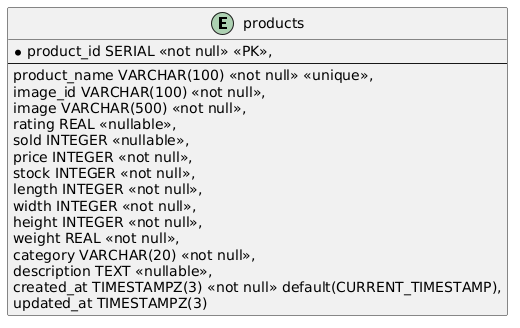 E products
* product_id SERIAL «not null» «PK»,
product_name VARCHAR(100) «not null» «unique»,
image_id VARCHAR(100) «not null»,
image VARCHAR(500) «not null»,
rating REAL «nullable»,
sold INTEGER «nullable»,
price INTEGER «not null»,
stock INTEGER «not null»,
length INTEGER «not null»,
width INTEGER «not null»,
height INTEGER «not null»,
weight REAL «not null»,
category VARCHAR(20) «not null»,
description TEXT «nullable»,
created_at TIMESTAMPZ(3) «not null» default(CURRENT_TIMESTAMP),
updated_at TIMESTAMPZ(3)